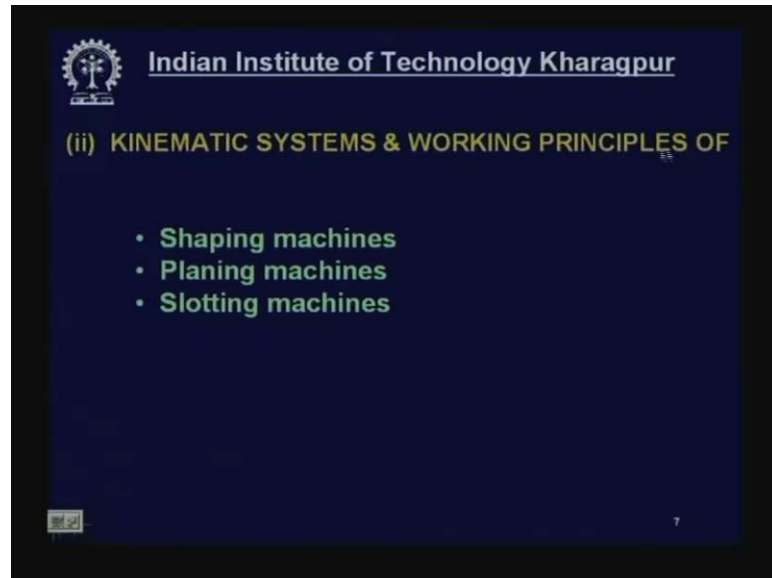 Indian Institute of Technology Kharagpur
(ii) KINEMATIC SYSTEMS & WORKING PRINCIPLES OF
• Shaping machines
• Planing machines
• Slotting machines
7